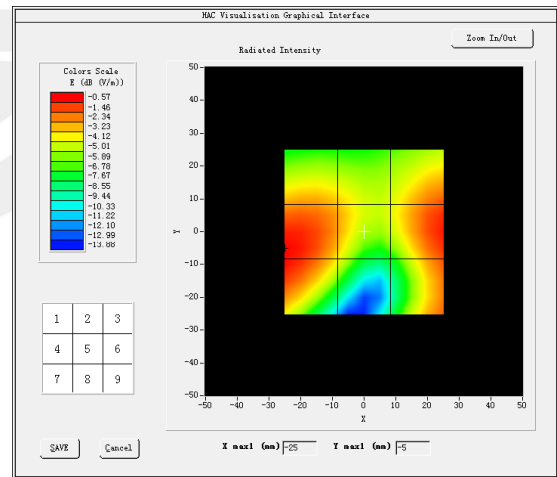 HAC Visualisation Graphical Interface
Zoom In/Out
Radiated Intensity
Colors Scale
E (dB (V/m))
-0.57
-1.46
-2.34
-3.23
-4.12
-5.01
-5.89
-6.78
-7.67
-8.55
-9.44
-10.33
-11.22
-12.10
-12.99
-13.88
50
40
30
20
10
Y 0
-10
-20
-30
-40
-50
-50 -40 -30 -20 -10 0 10 20 30 40 50
X
1 2 3
4 5 6
7 8 9
SAVE Cancel X max1 (mm) -25 Y max1 (mm) -5